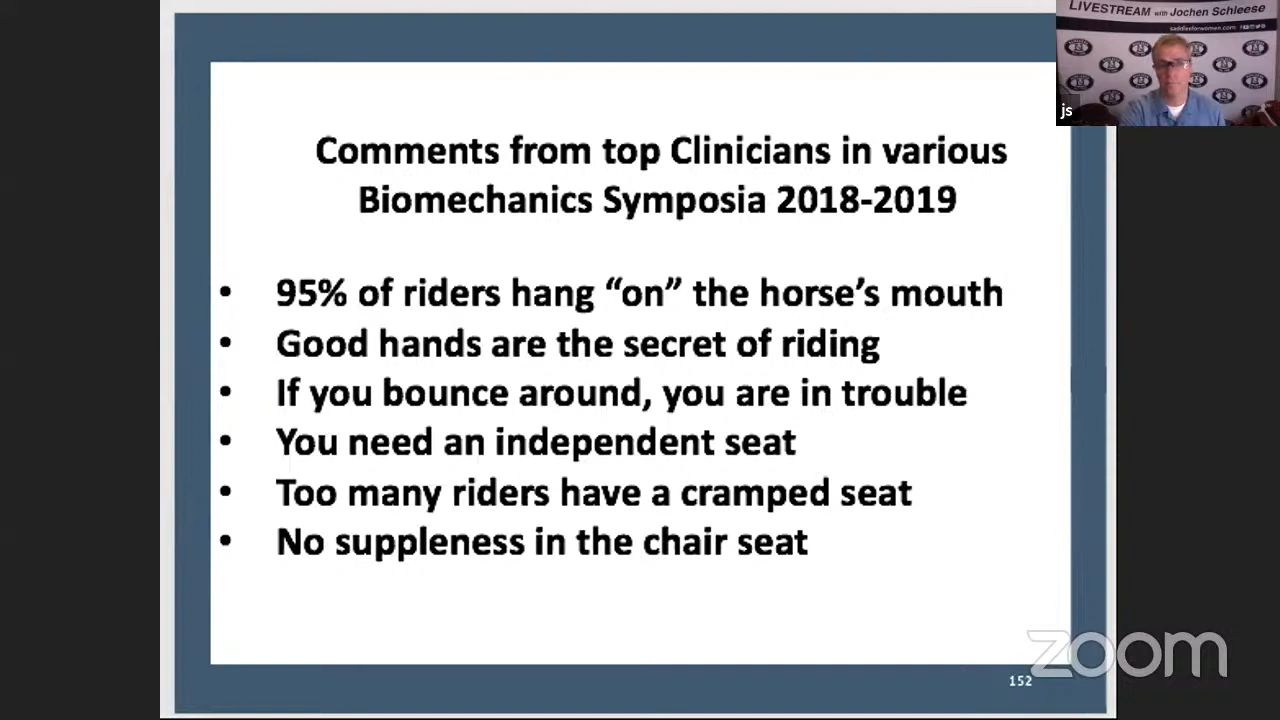 LIVESTREAM with Jochen Schleese
saddlesforwomen.com
js
Comments from top Clinicians in various
Biomechanics Symposia 2018-2019
• 95% of riders hang “on” the horse’s mouth
• Good hands are the secret of riding
• If you bounce around, you are in trouble
• You need an independent seat
• Too many riders have a cramped seat
• No suppleness in the chair seat
152
zoom